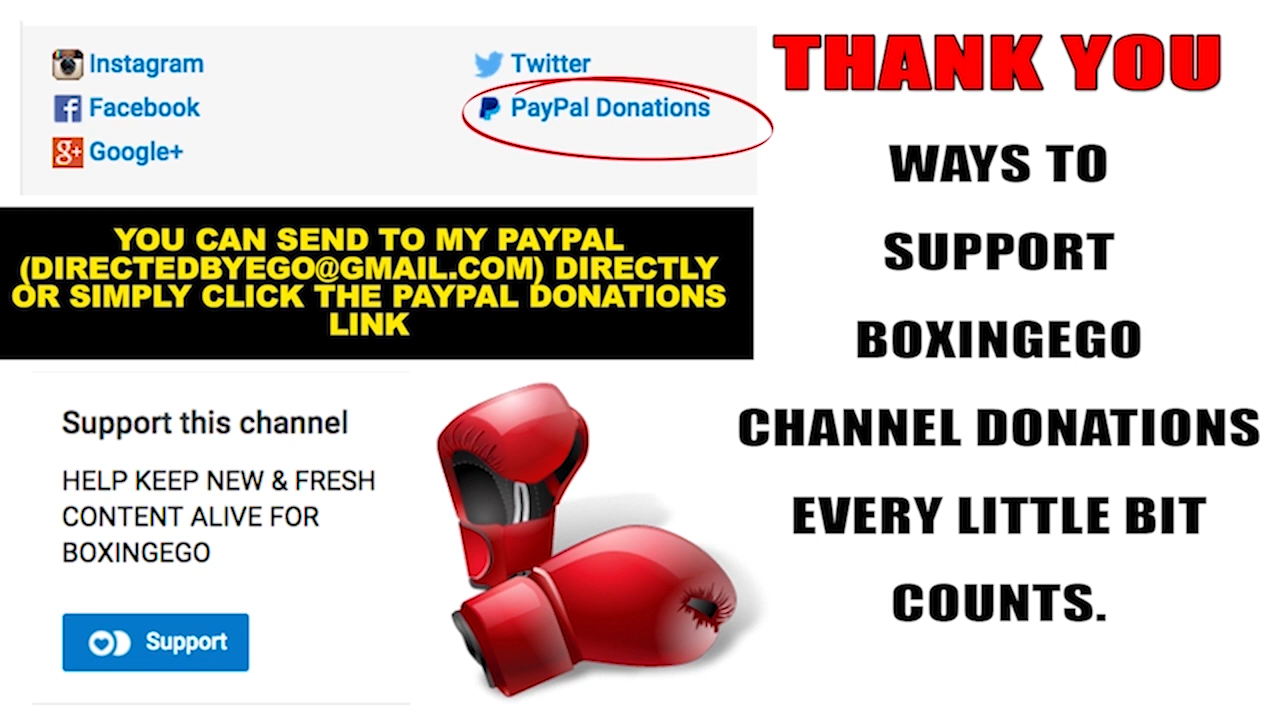 Instagram
Twitter
Facebook
PayPal Donations
Google+
YOU CAN SEND TO MY PAYPAL
(DIRECTEDBYEGO@GMAIL.COM) DIRECTLY
OR SIMPLY CLICK THE PAYPAL DONATIONS
LINK
Support this channel
HELP KEEP NEW & FRESH
CONTENT ALIVE FOR
BOXINGEGO
Support
THANK YOU
WAYS TO
SUPPORT
BOXINGEGO
CHANNEL DONATIONS
EVERY LITTLE BIT
COUNTS.